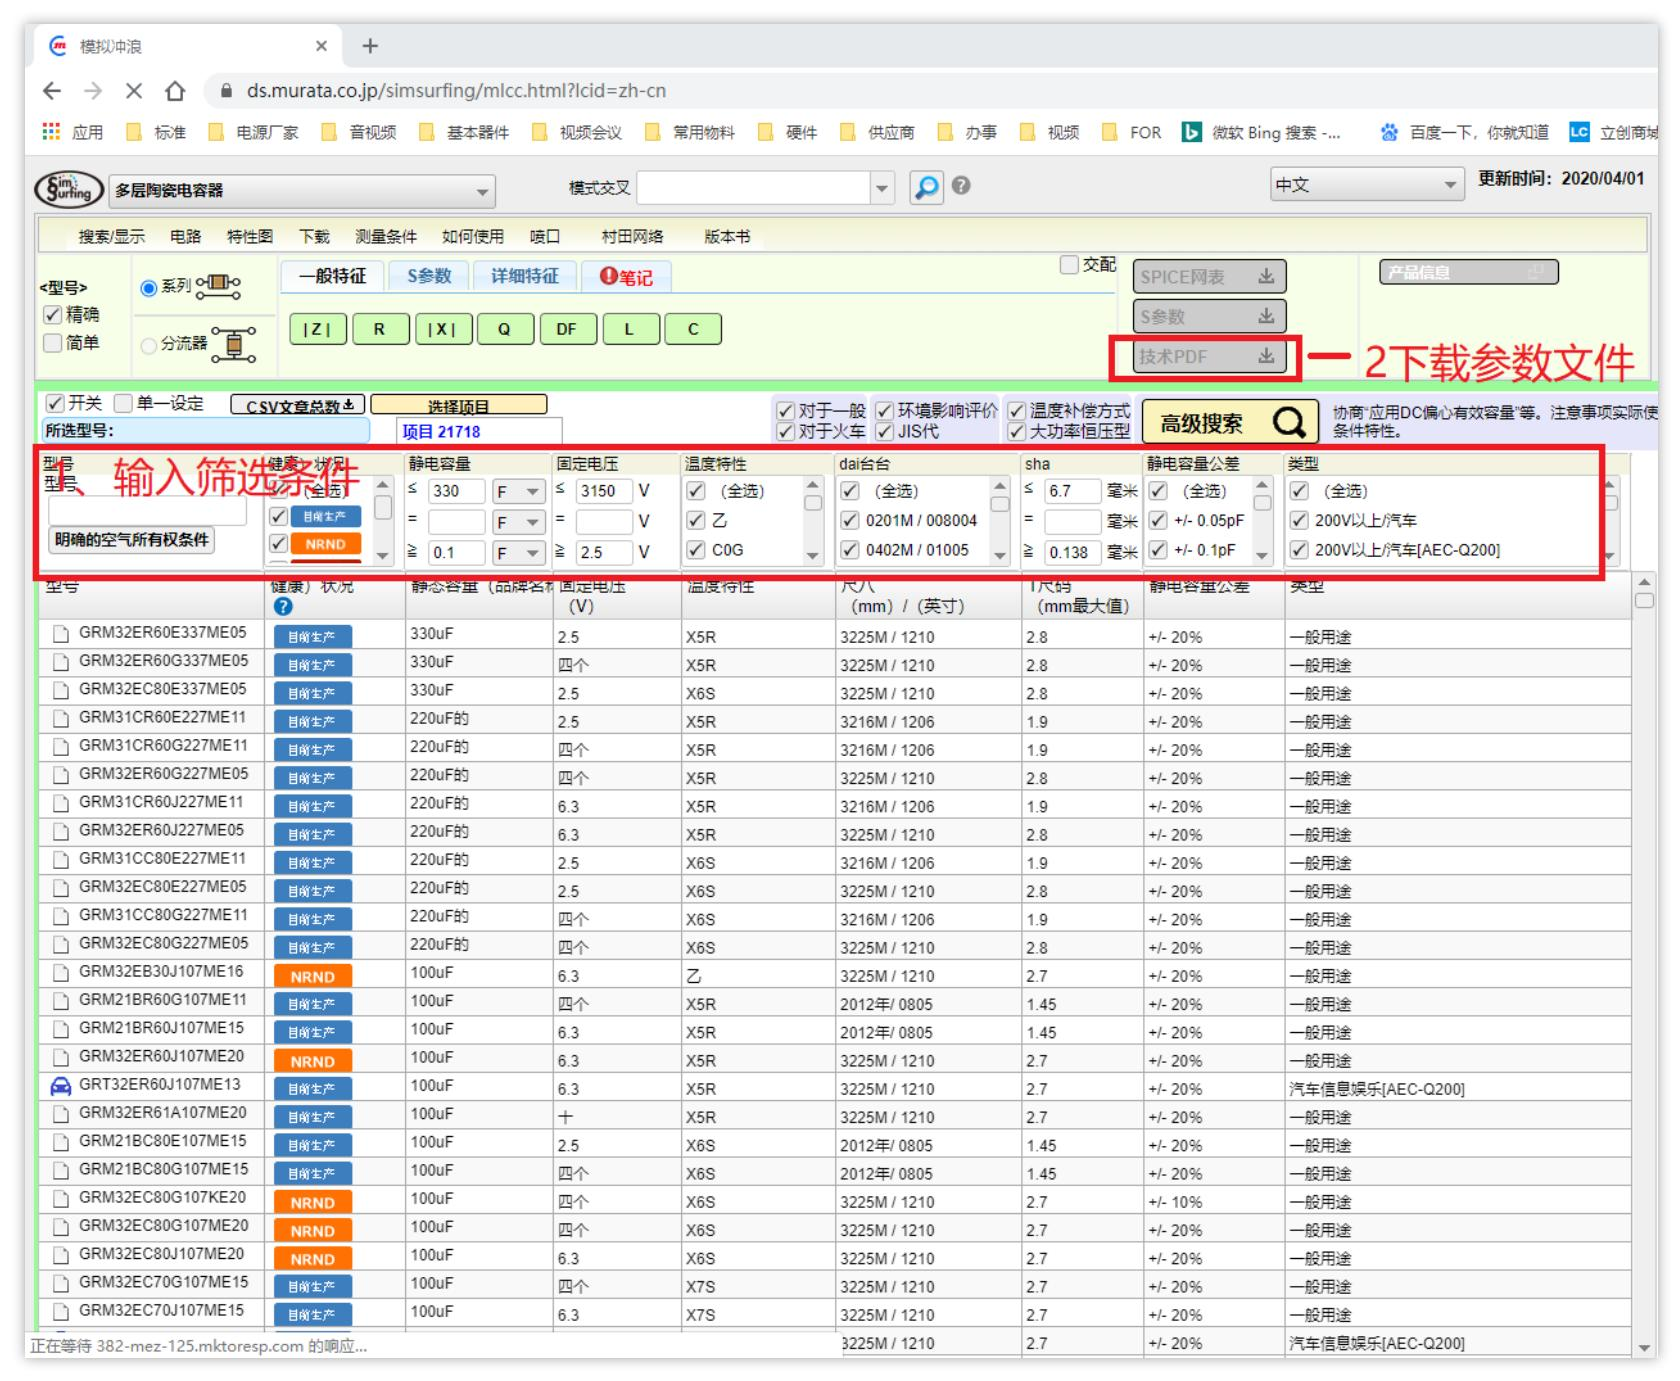 模拟冲浪
ds.murata.co.jp/simsurfing/mlcc.html?lcid=zh-cn
应用 标准 电源厂家 音视频 基本器件 视频会议 常用物料 硬件 供应商 办事 视频 FOR 微软 Bing 搜索 -... 百度一下，你就知道 LC 立创商城
Sim Surfing 多层陶瓷电容器 模式交叉 中文 更新时间：2020/04/01
搜索/显示 电路 特性图 下载 测量条件 如何使用 喷口 村田网络 版本书
<型号> 精确 简单
系列 分流器
一般特征 S参数 详细特征 笔记 交配
|Z| R |X| Q DF L C
SPICE网表 产品信息
S参数
技术PDF 2下载参数文件
开关 单一设定 CSV文章总数 选择项目
所选型号： 项目 21718
对于一般 环境影响评价 温度补偿方式
对于火车 JIS代 大功率恒压型
高级搜索 协商“应用DC偏心有效容量”等。注意事项实际使
条件特性。
1、输入筛选条件
型号 健康）状况 静电容量 固定电压 温度特性 dai台台 sha 静电容量公差 类型
型号 (全选) ≤ 330 F ≤ 3150 V (全选) (全选) ≤ 6.7 毫米 (全选) (全选)
目前生产 = F = V 乙 0201M / 008004 = 毫米 +/- 0.05pF 200V以上/汽车
明确的空气所有权条件 NRND ≧ 0.1 F ≧ 2.5 V C0G 0402M / 01005 ≧ 0.138 毫米 +/- 0.1pF 200V以上/汽车[AEC-Q200]
型号 健康）状况 静态容量（品牌名称 固定电压 温度特性 尺八 T尺码 静电容量公差 类型
(V) （mm）/（英寸） （mm最大值）
GRM32ER60E337ME05 目前生产 330uF 2.5 X5R 3225M / 1210 2.8 +/- 20% 一般用途
GRM32ER60G337ME05 目前生产 330uF 四个 X5R 3225M / 1210 2.8 +/- 20% 一般用途
GRM32EC80E337ME05 目前生产 330uF 2.5 X6S 3225M / 1210 2.8 +/- 20% 一般用途
GRM31CR60E227ME11 目前生产 220uF的 2.5 X5R 3216M / 1206 1.9 +/- 20% 一般用途
GRM31CR60G227ME11 目前生产 220uF的 四个 X5R 3216M / 1206 1.9 +/- 20% 一般用途
GRM32ER60G227ME05 目前生产 220uF的 四个 X5R 3225M / 1210 2.8 +/- 20% 一般用途
GRM31CR60J227ME11 目前生产 220uF的 6.3 X5R 3216M / 1206 1.9 +/- 20% 一般用途
GRM32ER60J227ME05 目前生产 220uF的 6.3 X5R 3225M / 1210 2.8 +/- 20% 一般用途
GRM31CC80E227ME11 目前生产 220uF的 2.5 X6S 3216M / 1206 1.9 +/- 20% 一般用途
GRM32EC80E227ME05 目前生产 220uF的 2.5 X6S 3225M / 1210 2.8 +/- 20% 一般用途
GRM31CC80G227ME11 目前生产 220uF的 四个 X6S 3216M / 1206 1.9 +/- 20% 一般用途
GRM32EC80G227ME05 目前生产 220uF的 四个 X6S 3225M / 1210 2.8 +/- 20% 一般用途
GRM32EB30J107ME16 NRND 100uF 6.3 乙 3225M / 1210 2.7 +/- 20% 一般用途
GRM21BR60G107ME11 目前生产 100uF 四个 X5R 2012年/ 0805 1.45 +/- 20% 一般用途
GRM21BR60J107ME15 目前生产 100uF 6.3 X5R 2012年/ 0805 1.45 +/- 20% 一般用途
GRM32ER60J107ME20 NRND 100uF 6.3 X5R 3225M / 1210 2.7 +/- 20% 一般用途
GRT32ER60J107ME13 目前生产 100uF 6.3 X5R 3225M / 1210 2.7 +/- 20% 汽车信息娱乐[AEC-Q200]
GRM32ER61A107ME20 目前生产 100uF 十 X5R 3225M / 1210 2.7 +/- 20% 一般用途
GRM21BC80E107ME15 目前生产 100uF 2.5 X6S 2012年/ 0805 1.45 +/- 20% 一般用途
GRM21BC80G107ME15 目前生产 100uF 四个 X6S 2012年/ 0805 1.45 +/- 20% 一般用途
GRM32EC80G107KE20 NRND 100uF 四个 X6S 3225M / 1210 2.7 +/- 10% 一般用途
GRM32EC80G107ME20 NRND 100uF 四个 X6S 3225M / 1210 2.7 +/- 20% 一般用途
GRM32EC80J107ME20 NRND 100uF 6.3 X6S 3225M / 1210 2.7 +/- 20% 一般用途
GRM32EC70G107ME15 目前生产 100uF 四个 X7S 3225M / 1210 2.7 +/- 20% 一般用途
GRM32EC70J107ME15 目前生产 100uF 6.3 X7S 3225M / 1210 2.7 +/- 20% 一般用途
正在等待 382-mez-125.mktoresp.com 的响应... 3225M / 1210 2.7 +/- 20% 汽车信息娱乐[AEC-Q200]